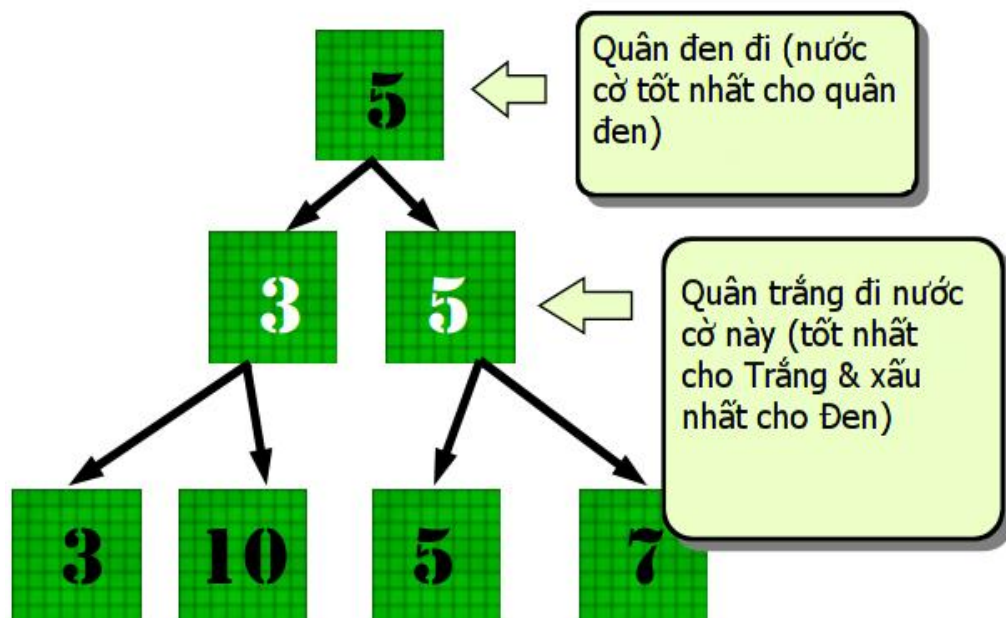 5
Quân đen đi (nước
cờ tốt nhất cho quân
đen)
3 5
Quân trắng đi nước
cờ này (tốt nhất
cho Trắng & xấu
nhất cho Đen)
3 10 5 7